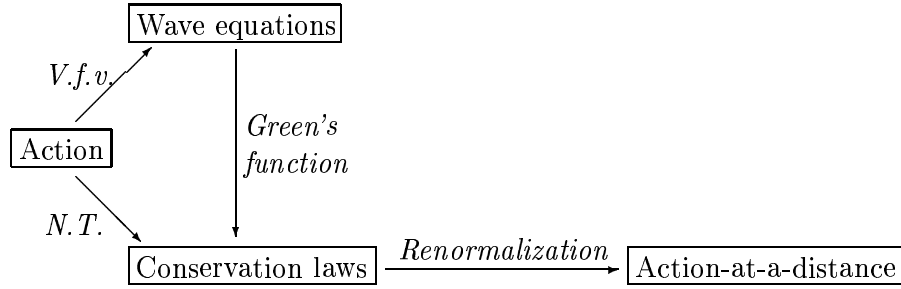 Wave equations
V.f.v.
Green's
function
Action
N.T.
Conservation laws
Renormalization
Action-at-a-distance